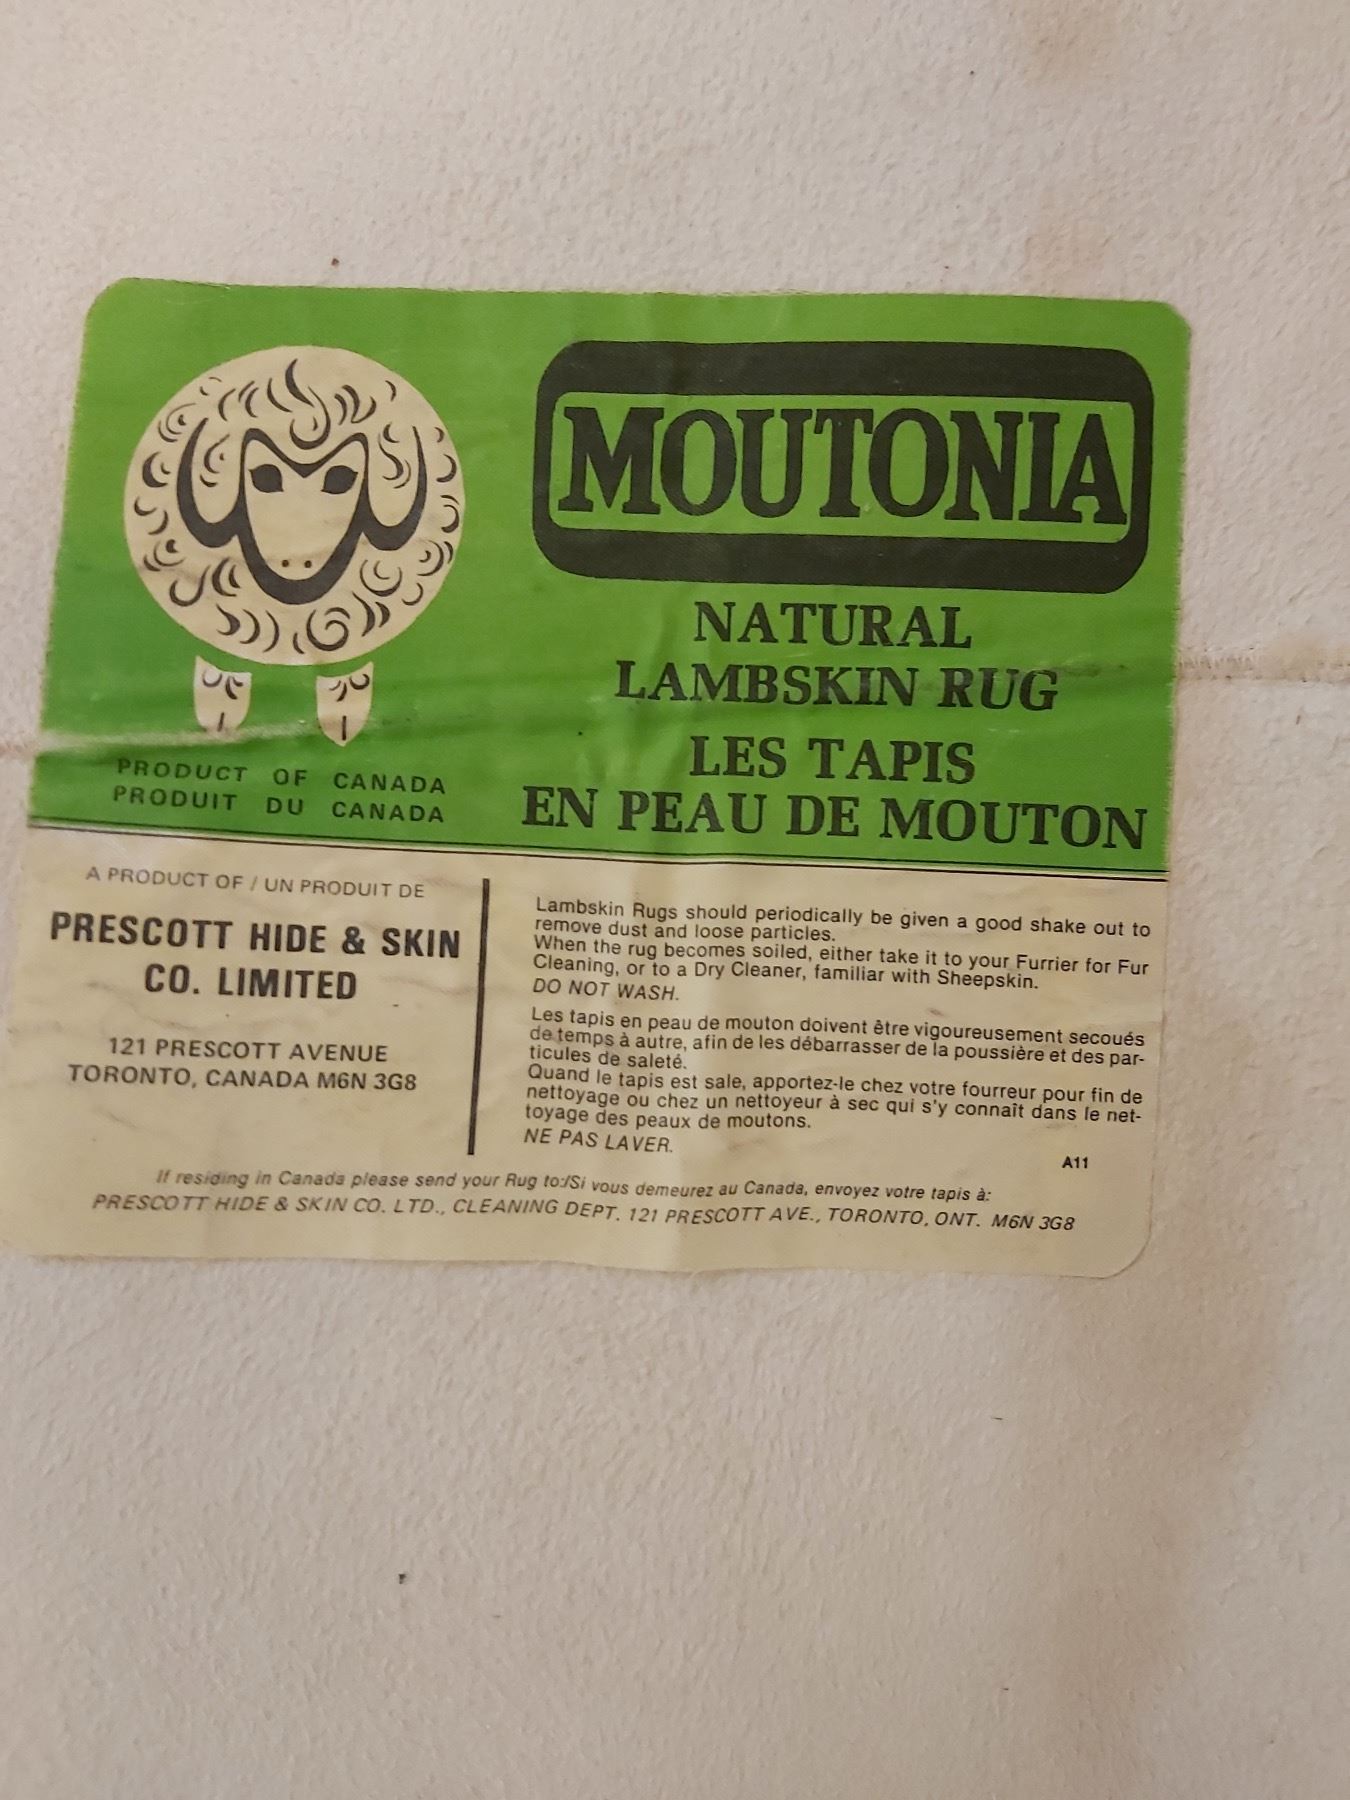 MOUTONIA
NATURAL
LAMBSKIN RUG
LES TAPIS
EN PEAU DE MOUTON
PRODUCT OF CANADA
PRODUIT DU CANADA
A PRODUCT OF / UN PRODUIT DE
PRESCOTT HIDE & SKIN
CO. LIMITED
121 PRESCOTT AVENUE
TORONTO, CANADA M6N 3G8
Lambskin Rugs should periodically be given a good shake out to
remove dust and loose particles.
When the rug becomes soiled, either take it to your Furrier for Fur
Cleaning, or to a Dry Cleaner, familiar with Sheepskin.
DO NOT WASH.
Les tapis en peau de mouton doivent être vigoureusement secoués
de temps à autre, afin de les débarrasser de la poussière et des par-
ticules de saleté.
Quand le tapis est sale, apportez-le chez votre fourreur pour fin de
nettoyage ou chez un nettoyeur à sec qui s'y connaît dans le net-
toyage des peaux de moutons.
NE PAS LAVER.
A11
If residing in Canada please send your Rug to:/Si vous demeurez au Canada, envoyez votre tapis à:
PRESCOTT HIDE & SKIN CO. LTD., CLEANING DEPT. 121 PRESCOTT AVE., TORONTO, ONT. M6N 3G8